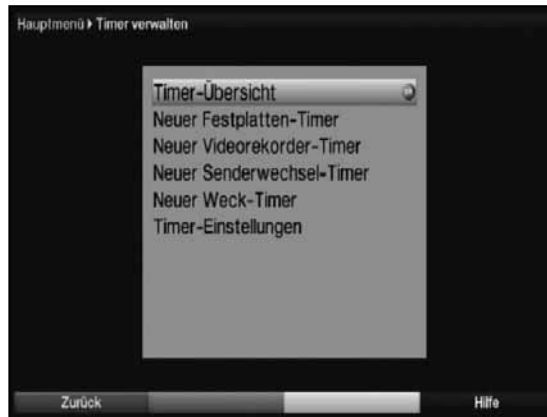 Hauptmenü ▸ Timer verwalten
Timer-Übersicht
Neuer Festplatten-Timer
Neuer Videorekorder-Timer
Neuer Senderwechsel-Timer
Neuer Weck-Timer
Timer-Einstellungen
Zurück Hilfe